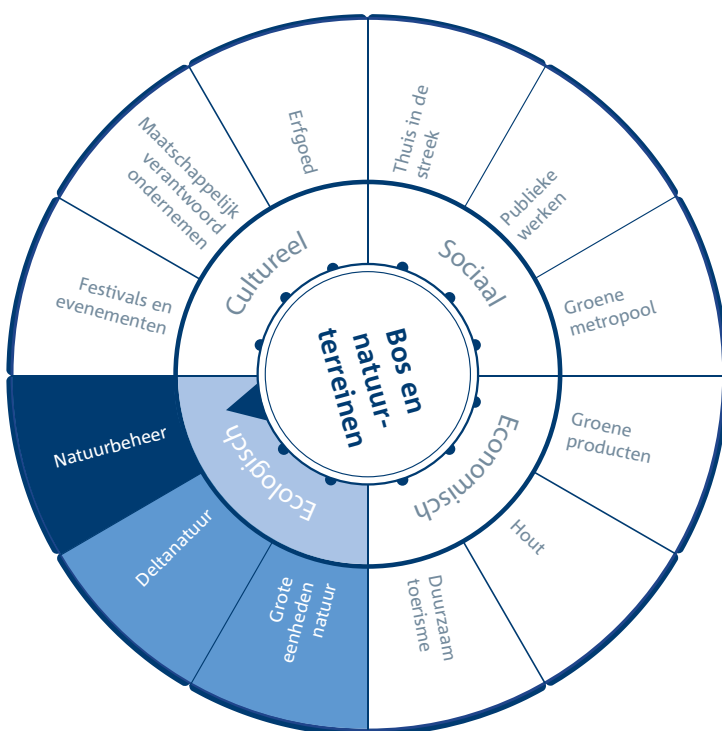 Bos en
natuur-
terreinen
Cultureel
Sociaal
Economisch
Ecologisch
Erfgoed
Thuis in de
streek
Publieke
werken
Groene
metropool
Groene
producten
Hout
Duurzaam
toerisme
Grote
eenheden
natuur
Deltanatuur
Natuurbeheer
Festivals en
evenementen
Maatschappelijk
verantwoord
ondernemen